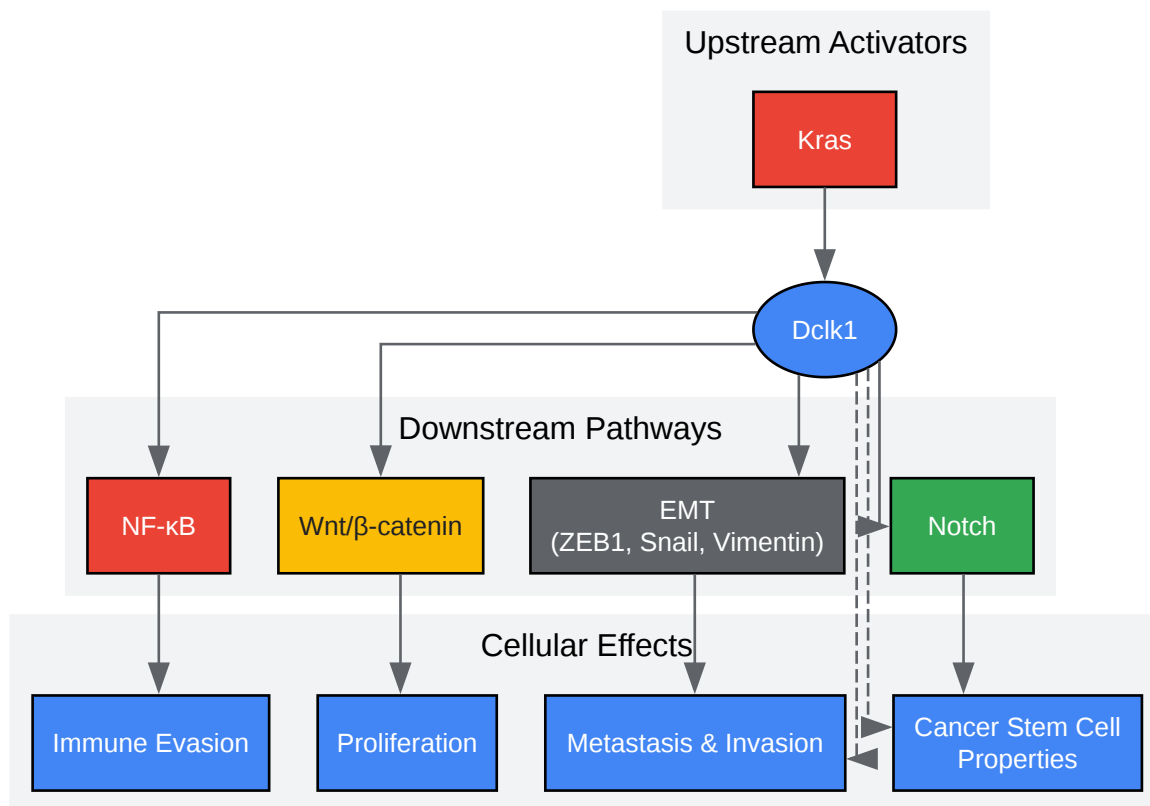 Upstream Activators
Kras
Dclk1
Downstream Pathways
NF-κB
Wnt/β-catenin
EMT
(ZEB1, Snail, Vimentin)
Notch
Cellular Effects
Immune Evasion
Proliferation
Metastasis & Invasion
Cancer Stem Cell
Properties